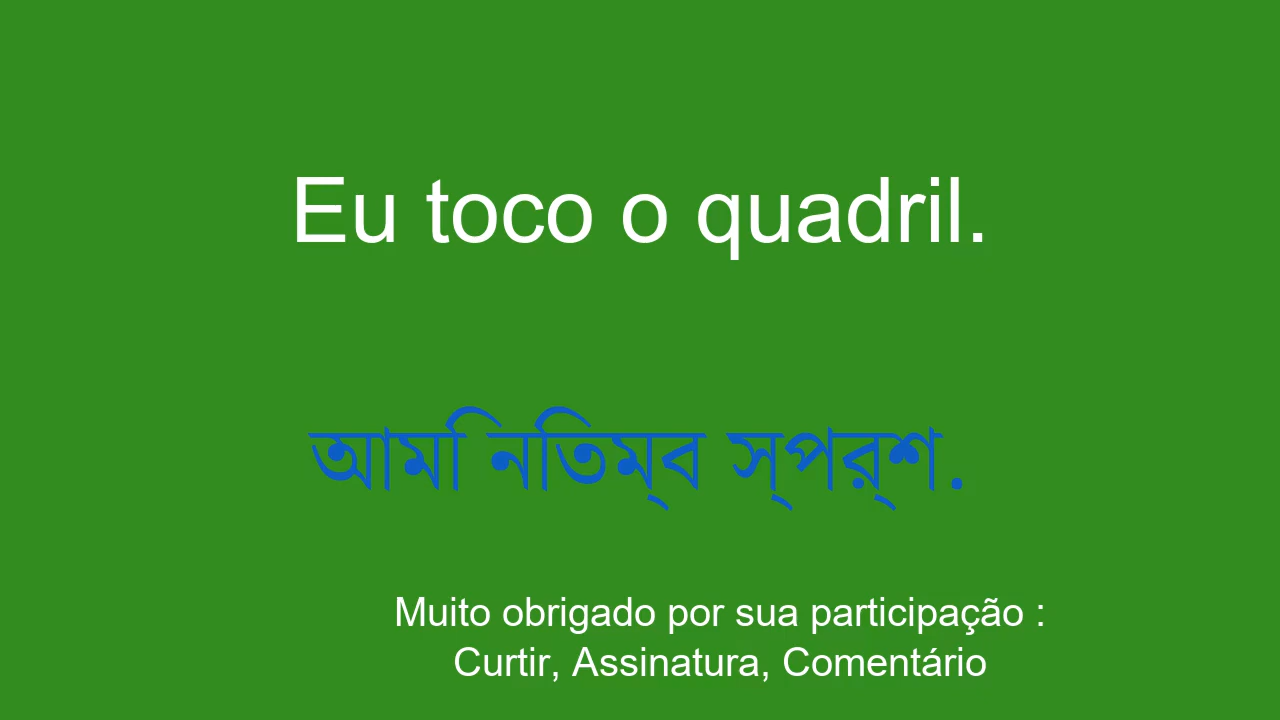 Eu toco o quadril.
আমি নিতম্ব স্পর্শ.
Muito obrigado por sua participação :
Curtir, Assinatura, Comentário